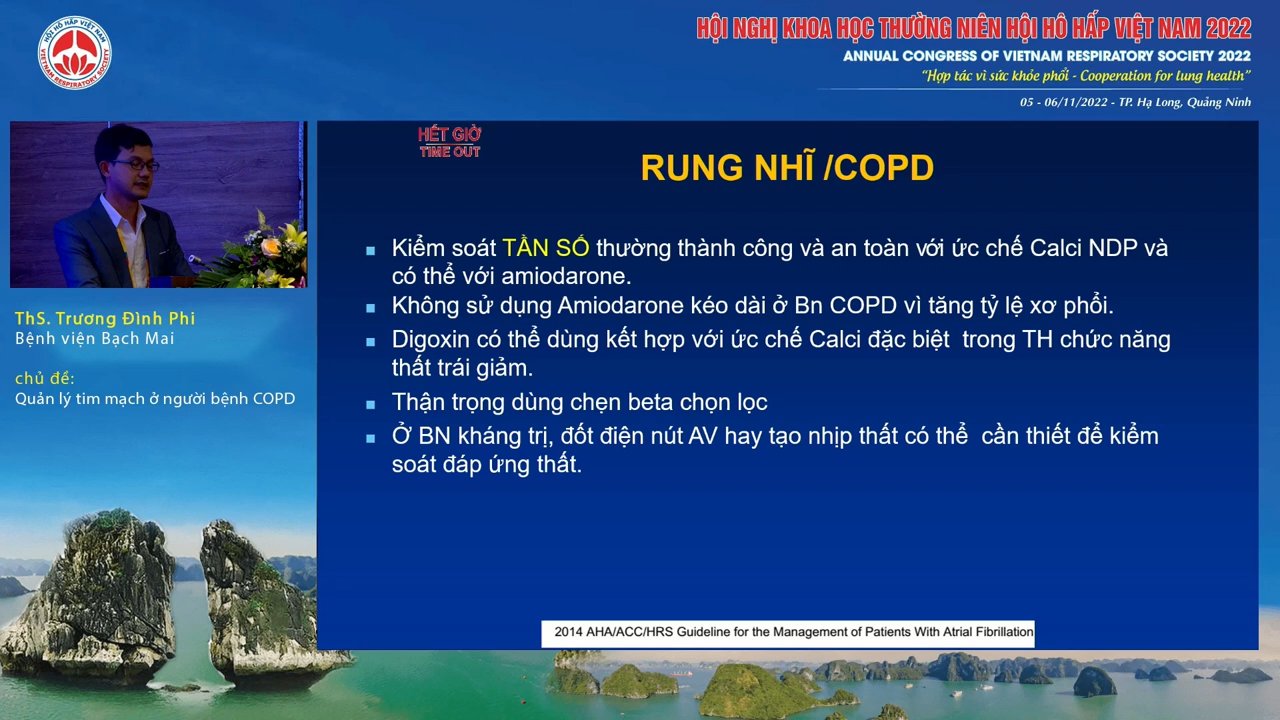 HỘI HÔ HẤP VIỆT NAM
VIETNAM RESPIRATORY SOCIETY
HỘI NGHỊ KHOA HỌC THƯỜNG NIÊN HỘI HÔ HẤP VIỆT NAM 2022
ANNUAL CONGRESS OF VIETNAM RESPIRATORY SOCIETY 2022
“Hợp tác vì sức khỏe phổi - Cooperation for lung health”
05 - 06/11/2022 - TP. Hạ Long, Quảng Ninh
ThS. Trương Đình Phi
Bệnh viện Bạch Mai
chủ đề:
Quản lý tim mạch ở người bệnh COPD
HẾT GIỜ
TIME OUT
RUNG NHĨ /COPD
Kiểm soát TẦN SỐ thường thành công và an toàn với ức chế Calci NDP và
có thể với amiodarone.
Không sử dụng Amiodarone kéo dài ở Bn COPD vì tăng tỷ lệ xơ phổi.
Digoxin có thể dùng kết hợp với ức chế Calci đặc biệt trong TH chức năng
thất trái giảm.
Thận trọng dùng chẹn beta chọn lọc
Ở BN kháng trị, đốt điện nút AV hay tạo nhịp thất có thể cần thiết để kiểm
soát đáp ứng thất.
2014 AHA/ACC/HRS Guideline for the Management of Patients With Atrial Fibrillation